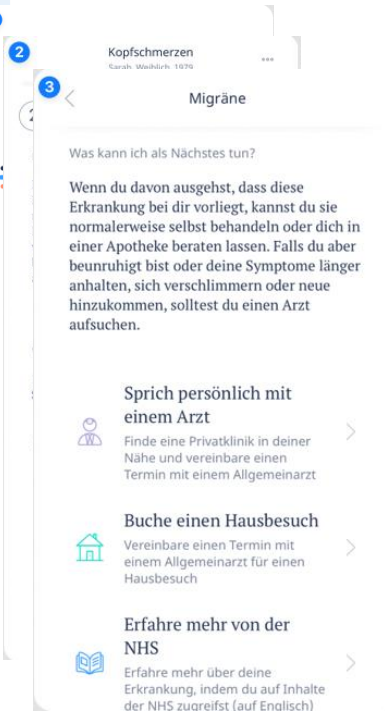 2
Kopfschmerzen
Sarah, Weiblich, 1979
3
Migräne
Was kann ich als Nächstes tun?
Wenn du davon ausgehst, dass diese
Erkrankung bei dir vorliegt, kannst du sie
normalerweise selbst behandeln oder dich in
einer Apotheke beraten lassen. Falls du aber
beunruhigt bist oder deine Symptome länger
anhalten, sich verschlimmern oder neue
hinzukommen, solltest du einen Arzt
aufsuchen.
Sprich persönlich mit
einem Arzt
Finde eine Privatklinik in deiner
Nähe und vereinbare einen
Termin mit einem Allgemeinarzt
Buche einen Hausbesuch
Vereinbare einen Termin mit
einem Allgemeinarzt für einen
Hausbesuch
Erfahre mehr von der
NHS
Erfahre mehr über deine
Erkrankung, indem du auf Inhalte
der NHS zugreifst (auf Englisch)